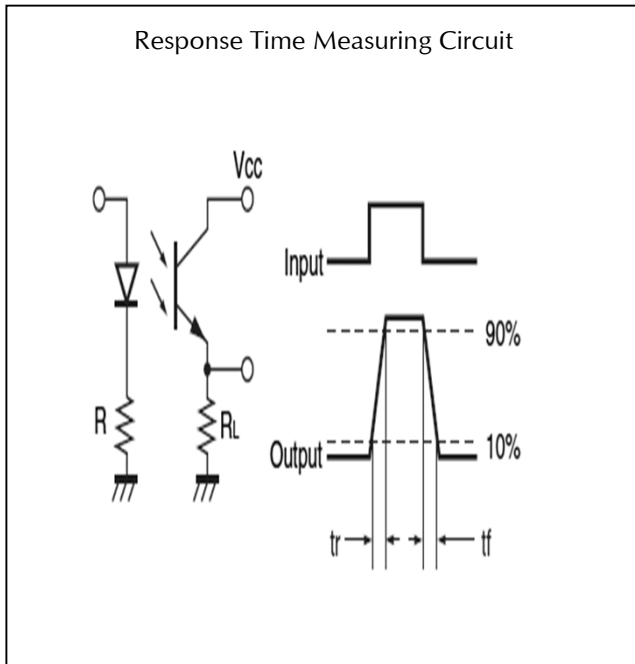 Response Time Measuring Circuit
Vcc
Input
90%
R
RL
Output
10%
tr
tf